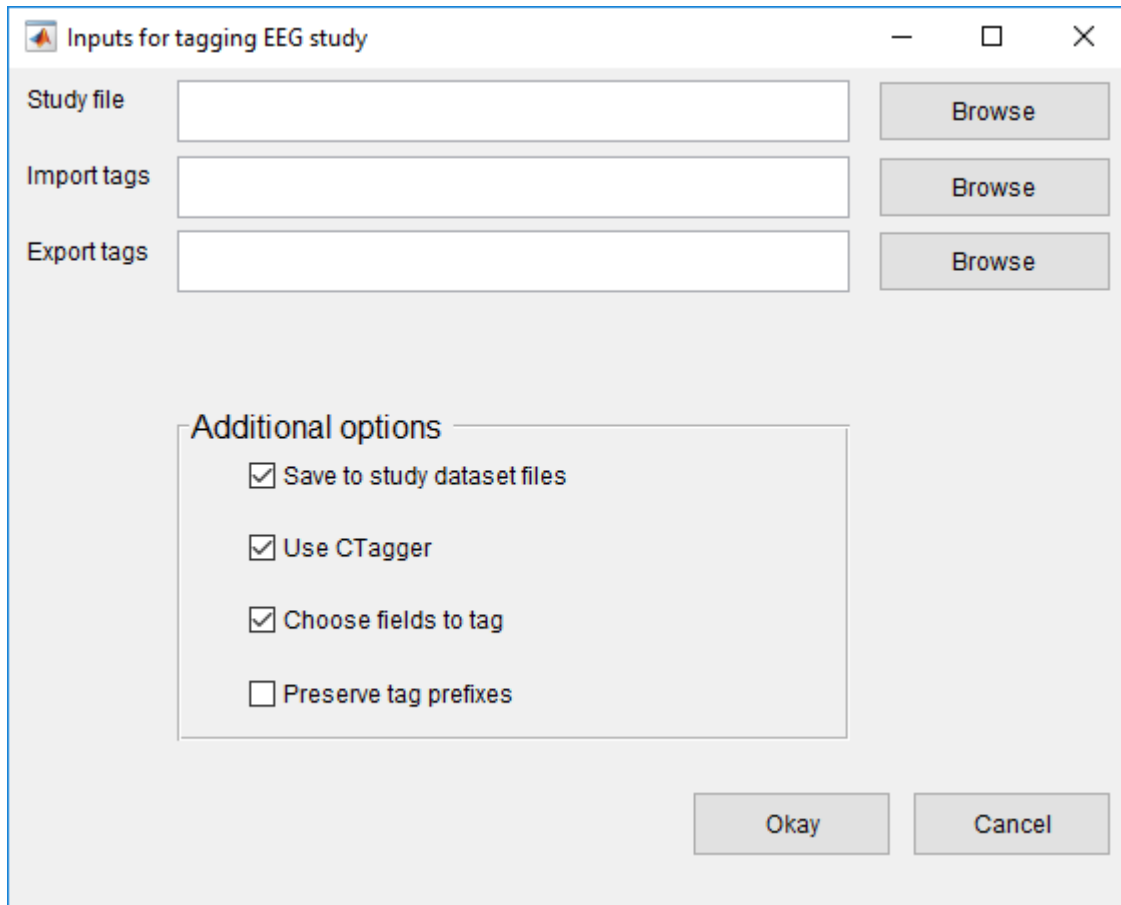 Inputs for tagging EEG study
Study file
Browse
Import tags
Browse
Export tags
Browse
Additional options
Save to study dataset files
Use CTagger
Choose fields to tag
Preserve tag prefixes
Okay
Cancel